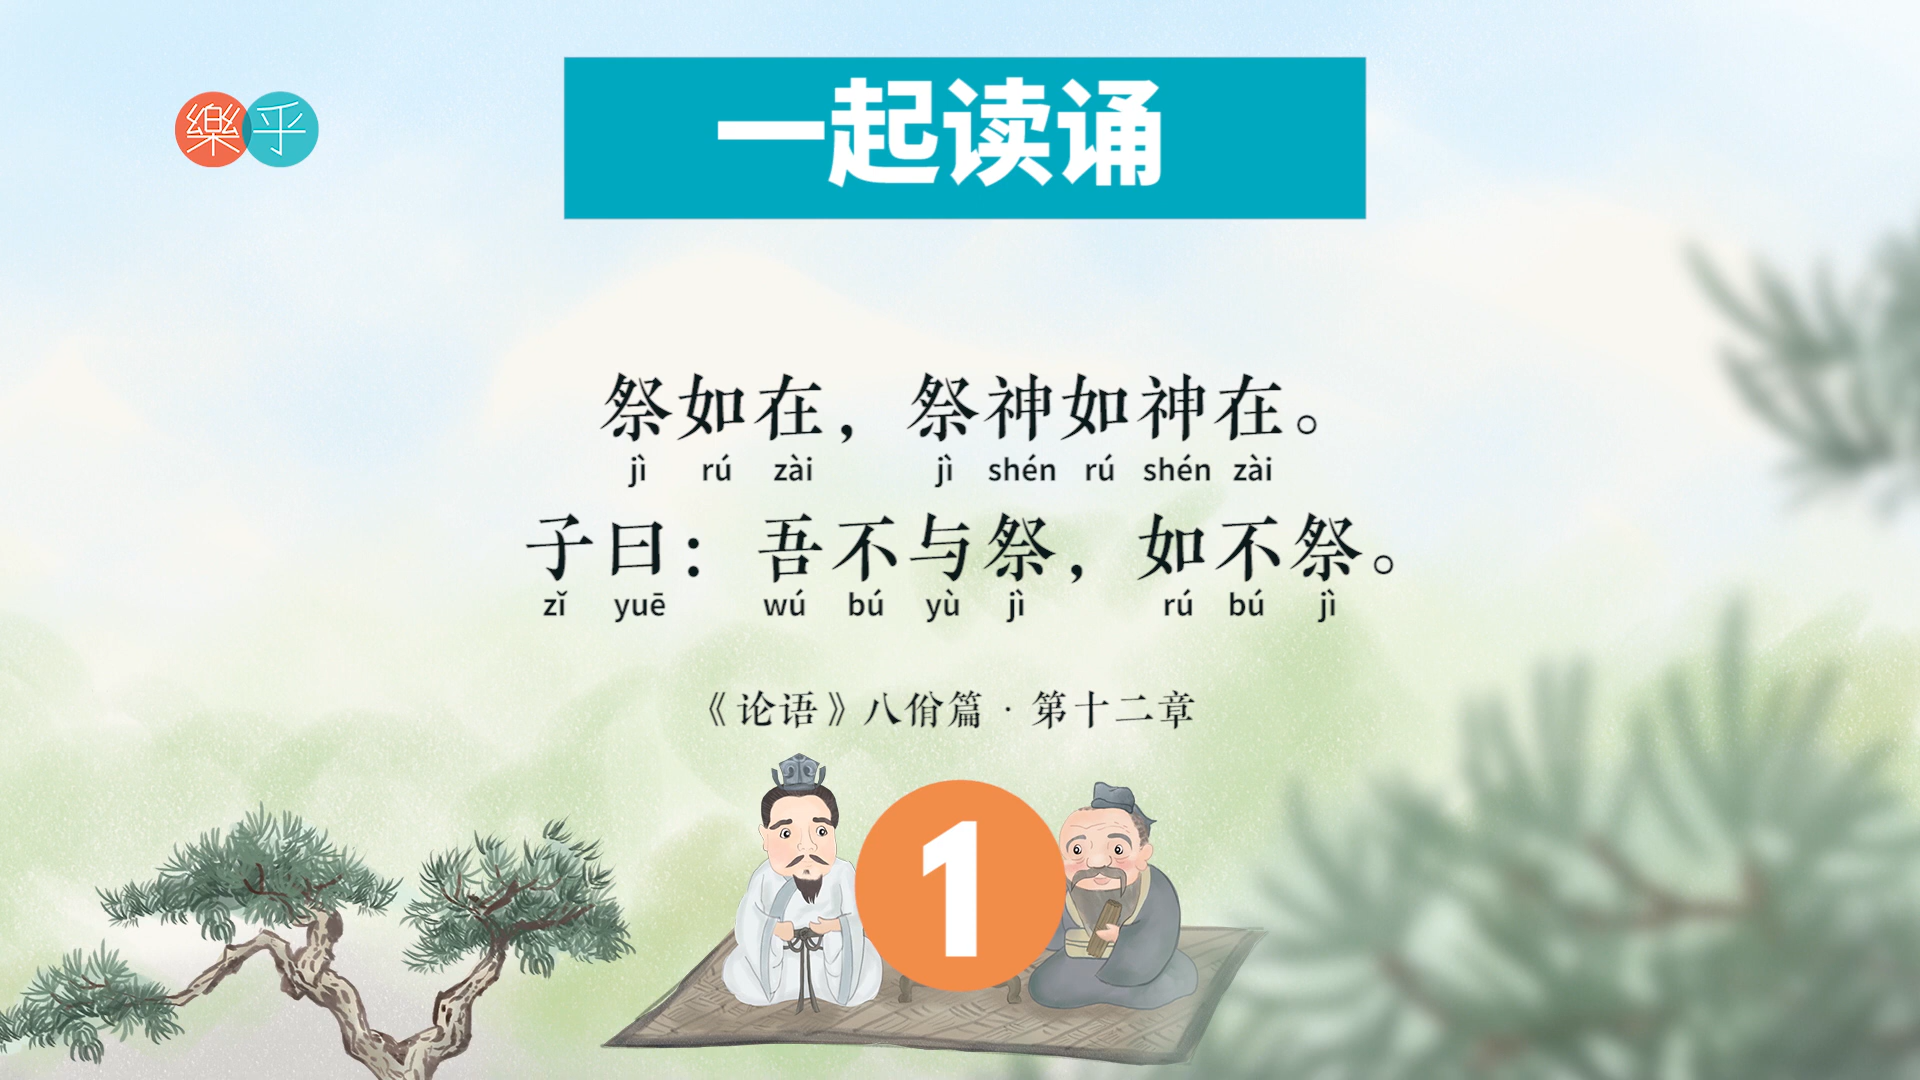 樂乎
一起读诵
祭如在，祭神如神在。
jì rú zài jì shén rú shén zài
子曰：吾不与祭，如不祭。
zǐ yuē wú bú yù jì rú bú jì
《论语》八佾篇·第十二章
1